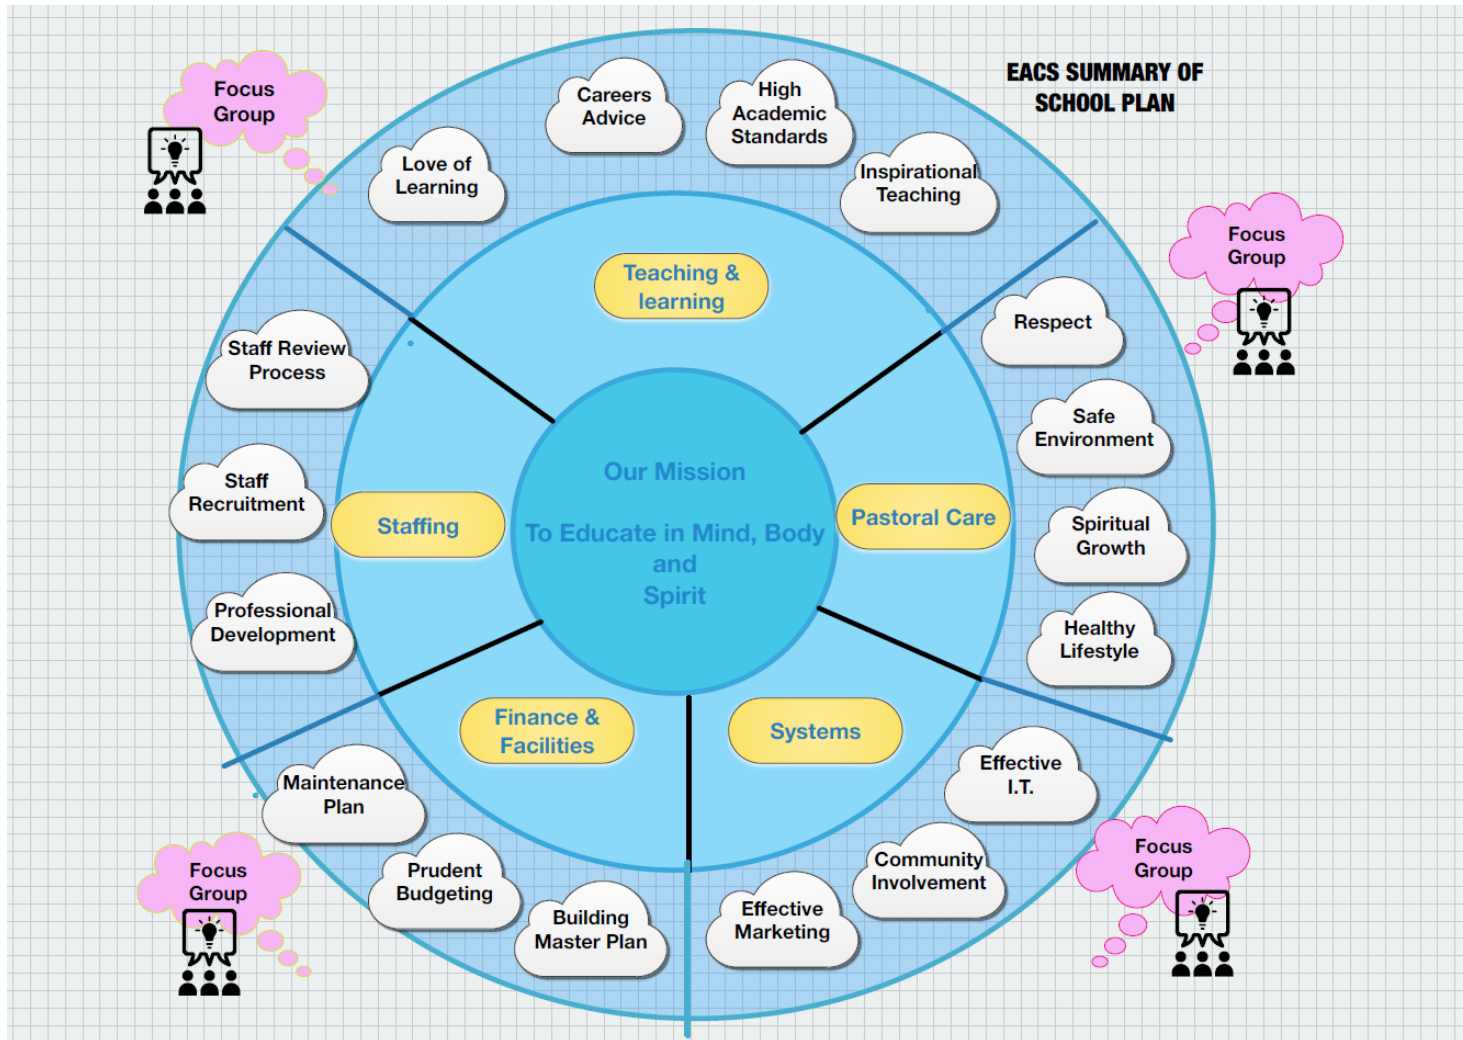 EACS SUMMARY OF
SCHOOL PLAN
Focus
Group
Careers
Advice
High
Academic
Standards
Love of
Learning
Inspirational
Teaching
Focus
Group
Teaching &
learning
Respect
Staff Review
Process
Safe
Environment
Staff
Recruitment
Staffing
Our Mission
To Educate in Mind, Body
and
Spirit
Pastoral Care
Spiritual
Growth
Professional
Development
Healthy
Lifestyle
Finance &
Facilities
Systems
Effective
I.T.
Maintenance
Plan
Prudent
Budgeting
Building
Master Plan
Effective
Marketing
Community
Involvement
Focus
Group
Focus
Group